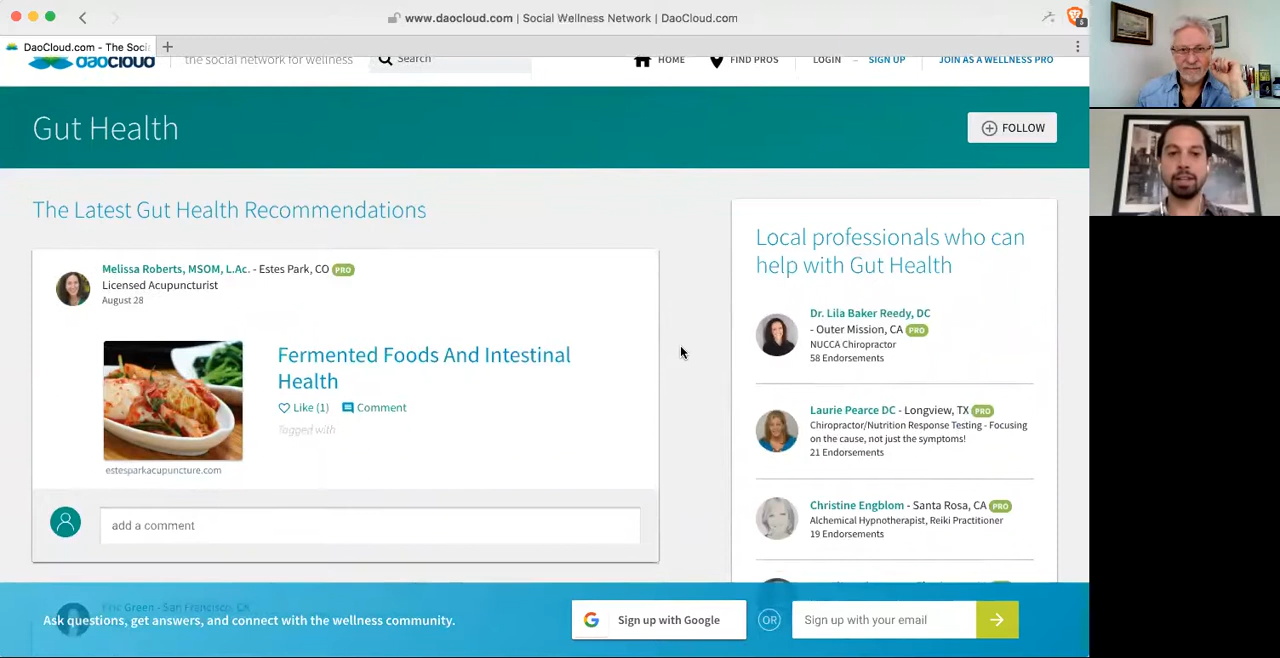 www.daocloud.com | Social Wellness Network | DaoCloud.com
5
DaoCloud.com - The Soci
daocloud
the social network for wellness
Search
HOME
FIND PROS
LOGIN
SIGN UP
JOIN AS A WELLNESS PRO
Gut Health
FOLLOW
The Latest Gut Health Recommendations
Melissa Roberts, MSOM, L.Ac. - Estes Park, CO PRO
Licensed Acupuncturist
August 28
Fermented Foods And Intestinal
Health
Like (1) Comment
Tagged with
estesparkacupuncture.com
add a comment
Local professionals who can
help with Gut Health
Dr. Lila Baker Reedy, DC
- Outer Mission, CA PRO
NUCCA Chiropractor
58 Endorsements
Laurie Pearce DC - Longview, TX PRO
Chiropractor/Nutrition Response Testing - Focusing
on the cause, not just the symptoms!
21 Endorsements
Christine Engblom - Santa Rosa, CA PRO
Alchemical Hypnotherapist, Reiki Practitioner
19 Endorsements
Eric Green - San Francisco, CA
Ask questions, get answers, and connect with the wellness community.
Sign up with Google
OR
Sign up with your email